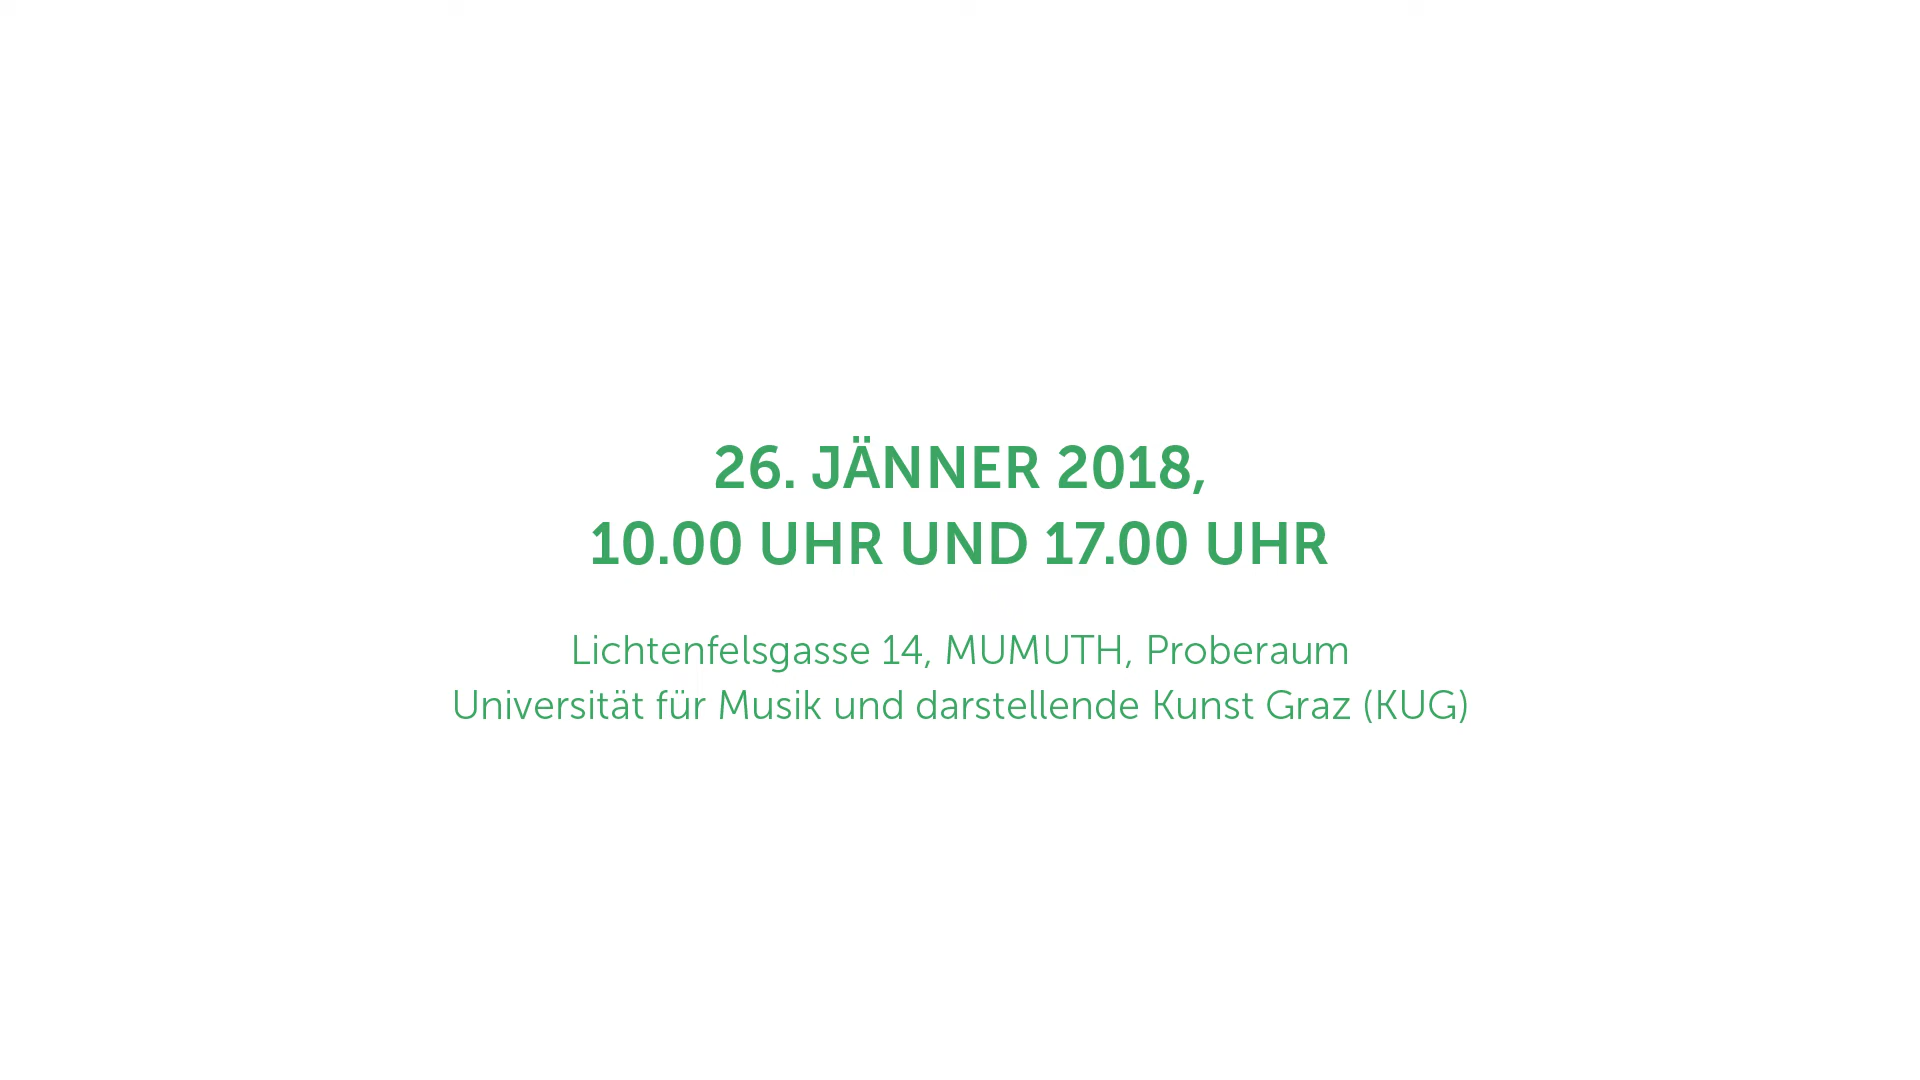 26. JÄNNER 2018,
10.00 UHR UND 17.00 UHR
Lichtenfelsgasse 14, MUMUTH, Proberaum
Universität für Musik und darstellende Kunst Graz (KUG)